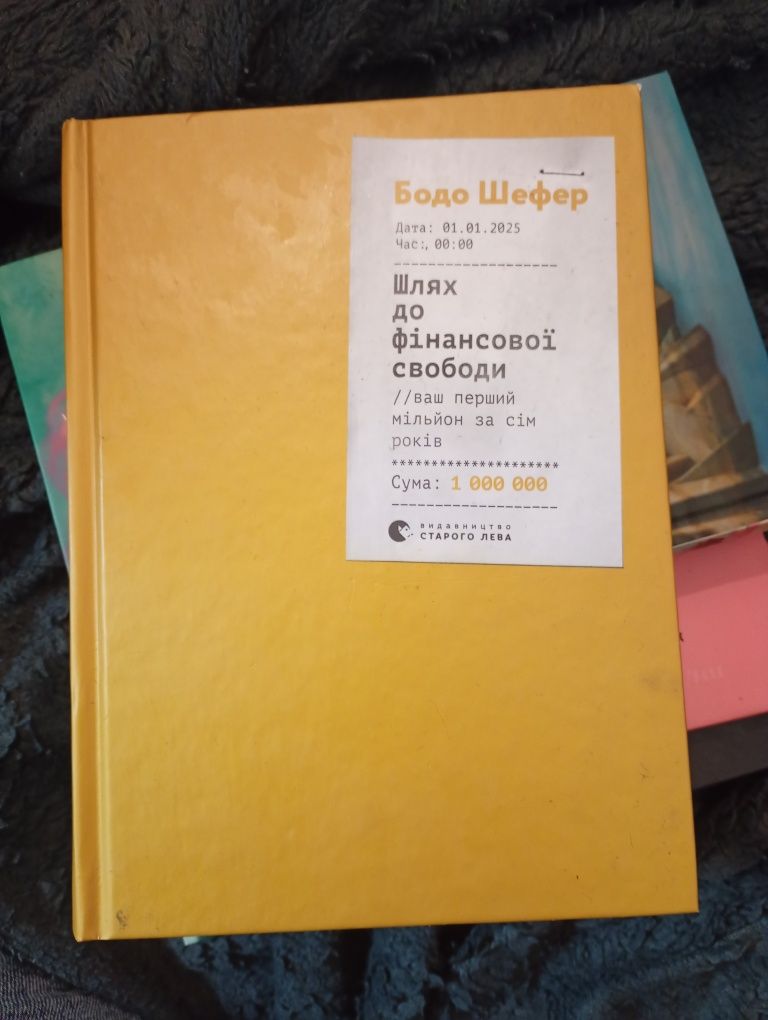 Бодо Шефер
Дата: 01.01.2025
Час:, 00:00
--------------------
Шлях
до
фінансової
свободи
//ваш перший
мільйон за сім
років
*********************
Сума: 1 000 000
--------------------
видавництво
СТАРОГО ЛЕВА